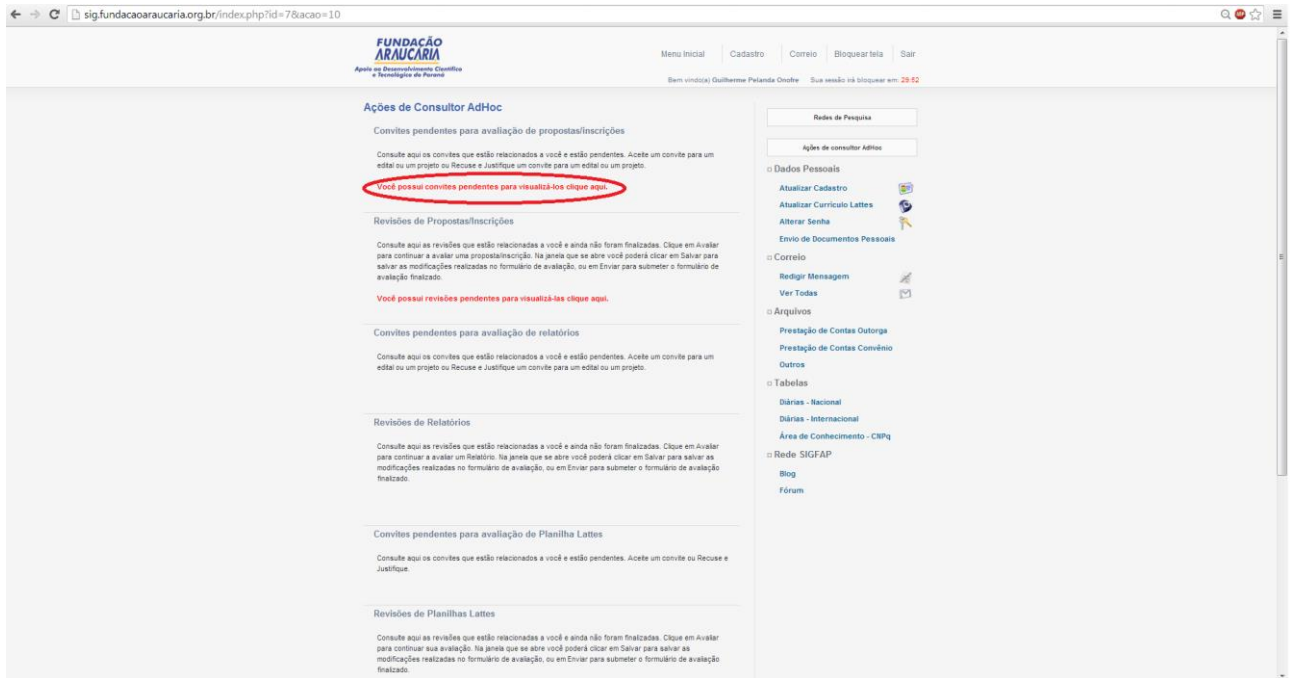 sig.fundacaoaraucaria.org.br/index.php?id=7&acao=10
FUNDAÇÃO
ARAUCÁRIA
Apoio ao Desenvolvimento Científico
e Tecnológico do Paraná
Menu Inicial Cadastro Correio Bloquear tela Sair
Bem vindo(a) Guilherme Pelanda Onofre Sua sessão irá bloquear em: 29:52
Ações de Consultor AdHoc
Convites pendentes para avaliação de propostas/inscrições
Consulte aqui os convites que estão relacionados a você e estão pendentes. Aceite um convite para um
edital ou um projeto ou Recuse e Justifique um convite para um edital ou um projeto.
Você possui convites pendentes para visualizá-los clique aqui.
Revisões de Propostas/Inscrições
Consulte aqui as revisões que estão relacionadas a você e ainda não foram finalizadas. Clique em Avaliar
para continuar a avaliar uma proposta/inscrição. Na janela que se abre você poderá clicar em Salvar para
salvar as modificações realizadas no formulário de avaliação, ou em Enviar para submeter o formulário de
avaliação finalizado.
Você possui revisões pendentes para visualizá-las clique aqui.
Convites pendentes para avaliação de relatórios
Consulte aqui os convites que estão relacionados a você e estão pendentes. Aceite um convite para um
edital ou um projeto ou Recuse e Justifique um convite para um edital ou um projeto.
Revisões de Relatórios
Consulte aqui as revisões que estão relacionadas a você e ainda não foram finalizadas. Clique em Avaliar
para continuar a avaliar um Relatório. Na janela que se abre você poderá clicar em Salvar para salvar as
modificações realizadas no formulário de avaliação, ou em Enviar para submeter o formulário de avaliação
finalizado.
Convites pendentes para avaliação de Planilha Lattes
Consulte aqui os convites que estão relacionados a você e estão pendentes. Aceite um convite ou Recuse e
Justifique.
Revisões de Planilhas Lattes
Consulte aqui as revisões que estão relacionadas a você e ainda não foram finalizadas. Clique em Avaliar
para continuar sua avaliação. Na janela que se abre você poderá clicar em Salvar para salvar as
modificações realizadas no formulário de avaliação, ou em Enviar para submeter o formulário de avaliação
finalizado.
Redes de Pesquisa
Ações de consultor AdHoc
Dados Pessoais
Atualizar Cadastro
Atualizar Currículo Lattes
Alterar Senha
Envio de Documentos Pessoais
Correio
Redigir Mensagem
Ver Todas
Arquivos
Prestação de Contas Outorga
Prestação de Contas Convênio
Outros
Tabelas
Diárias - Nacional
Diárias - Internacional
Área de Conhecimento - CNPq
Rede SIGFAP
Blog
Fórum